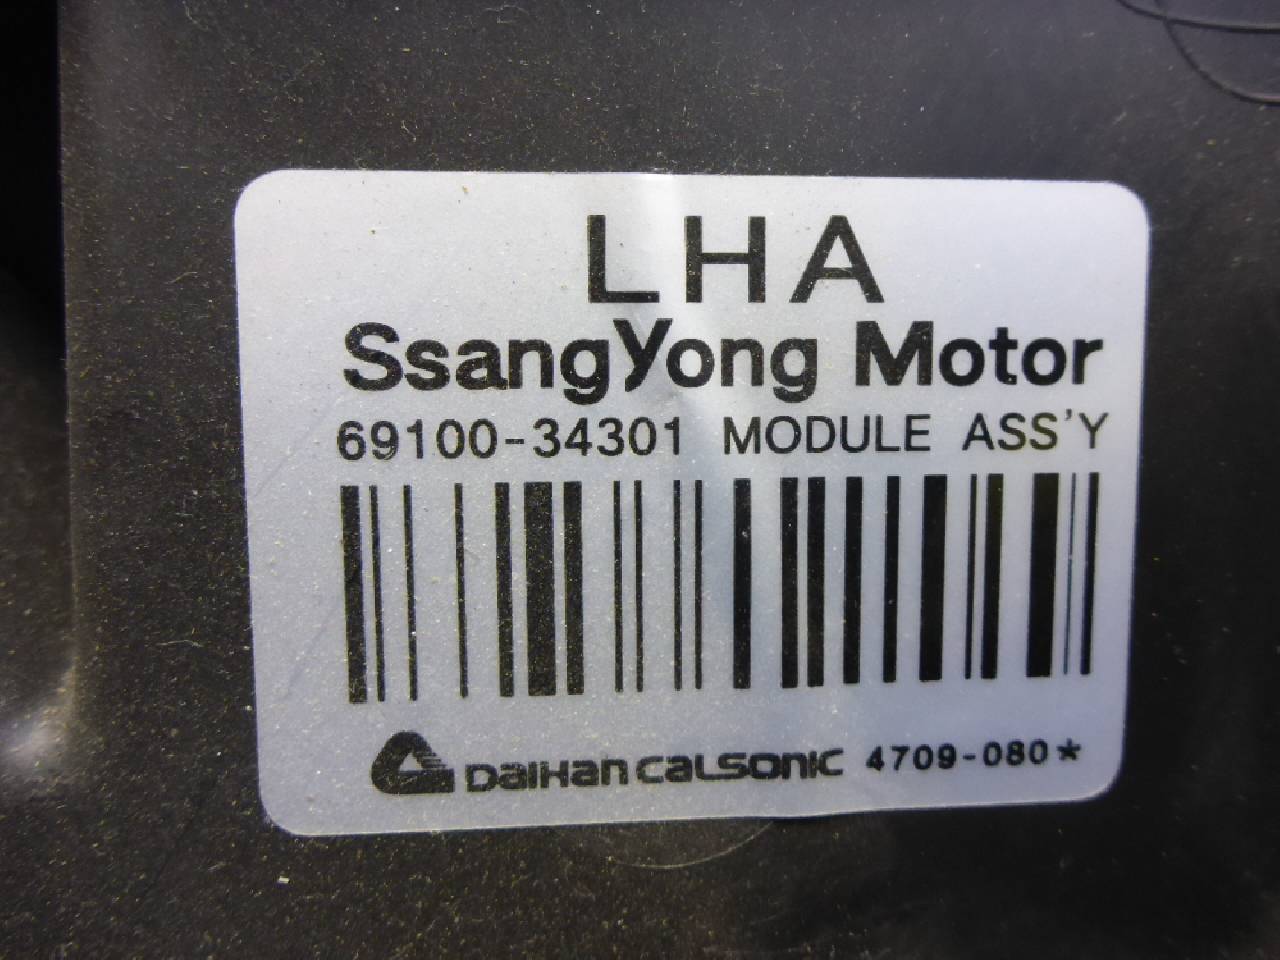 LHA
SsangYong Motor
69100-34301 MODULE ASS'Y
DAIHAN CALSONIC 4709-080*